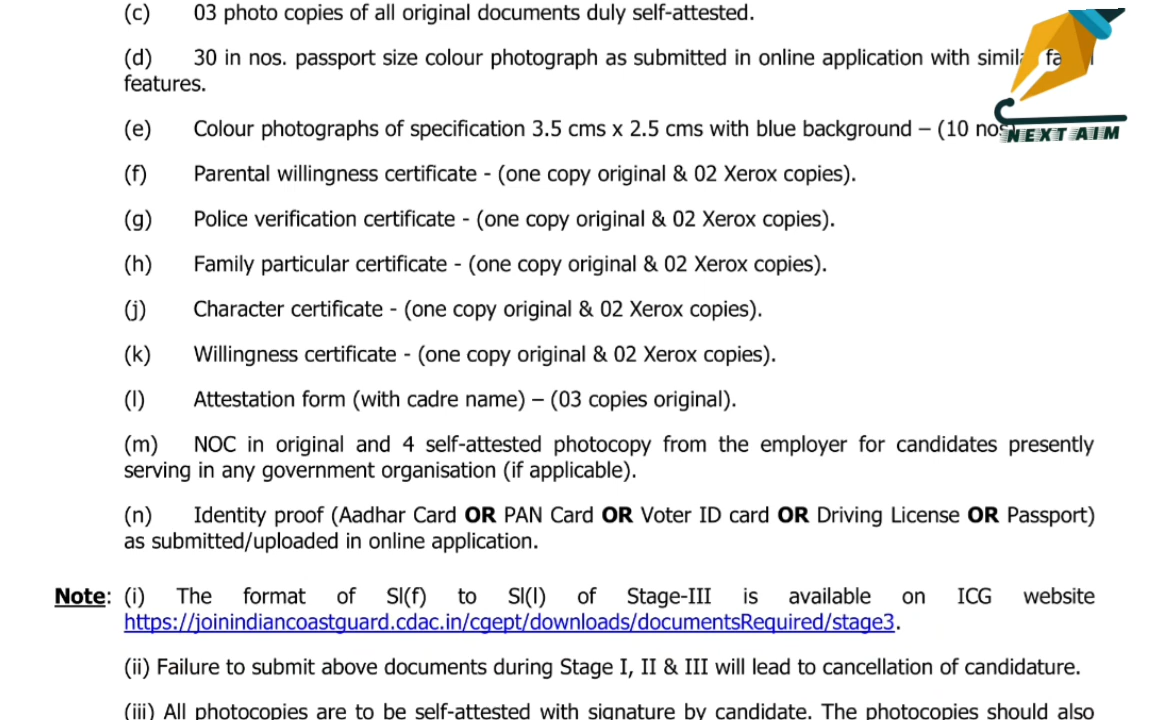 (c) 03 photo copies of all original documents duly self-attested.
(d) 30 in nos. passport size colour photograph as submitted in online application with
features.
(e) Colour photographs of specification 3.5 cms x 2.5 cms with blue background – (10 nos)
NEXT AIM
(f) Parental willingness certificate - (one copy original & 02 Xerox copies).
(g) Police verification certificate - (one copy original & 02 Xerox copies).
(h) Family particular certificate - (one copy original & 02 Xerox copies).
(j) Character certificate - (one copy original & 02 Xerox copies).
(k) Willingness certificate - (one copy original & 02 Xerox copies).
(l) Attestation form (with cadre name) – (03 copies original).
(m) NOC in original and 4 self-attested photocopy from the employer for candidates presently
serving in any government organisation (if applicable).
(n) Identity proof (Aadhar Card OR PAN Card OR Voter ID card OR Driving License OR Passport)
as submitted/uploaded in online application.
Note: (i) The format of Sl(f) to Sl(l) of Stage-III is available on ICG website
https://joinindiancoastguard.cdac.in/cgept/downloads/documentsRequired/stage3.
(ii) Failure to submit above documents during Stage I, II & III will lead to cancellation of candidature.
(iii) All photocopies are to be self-attested with signature by candidate. The photocopies should also